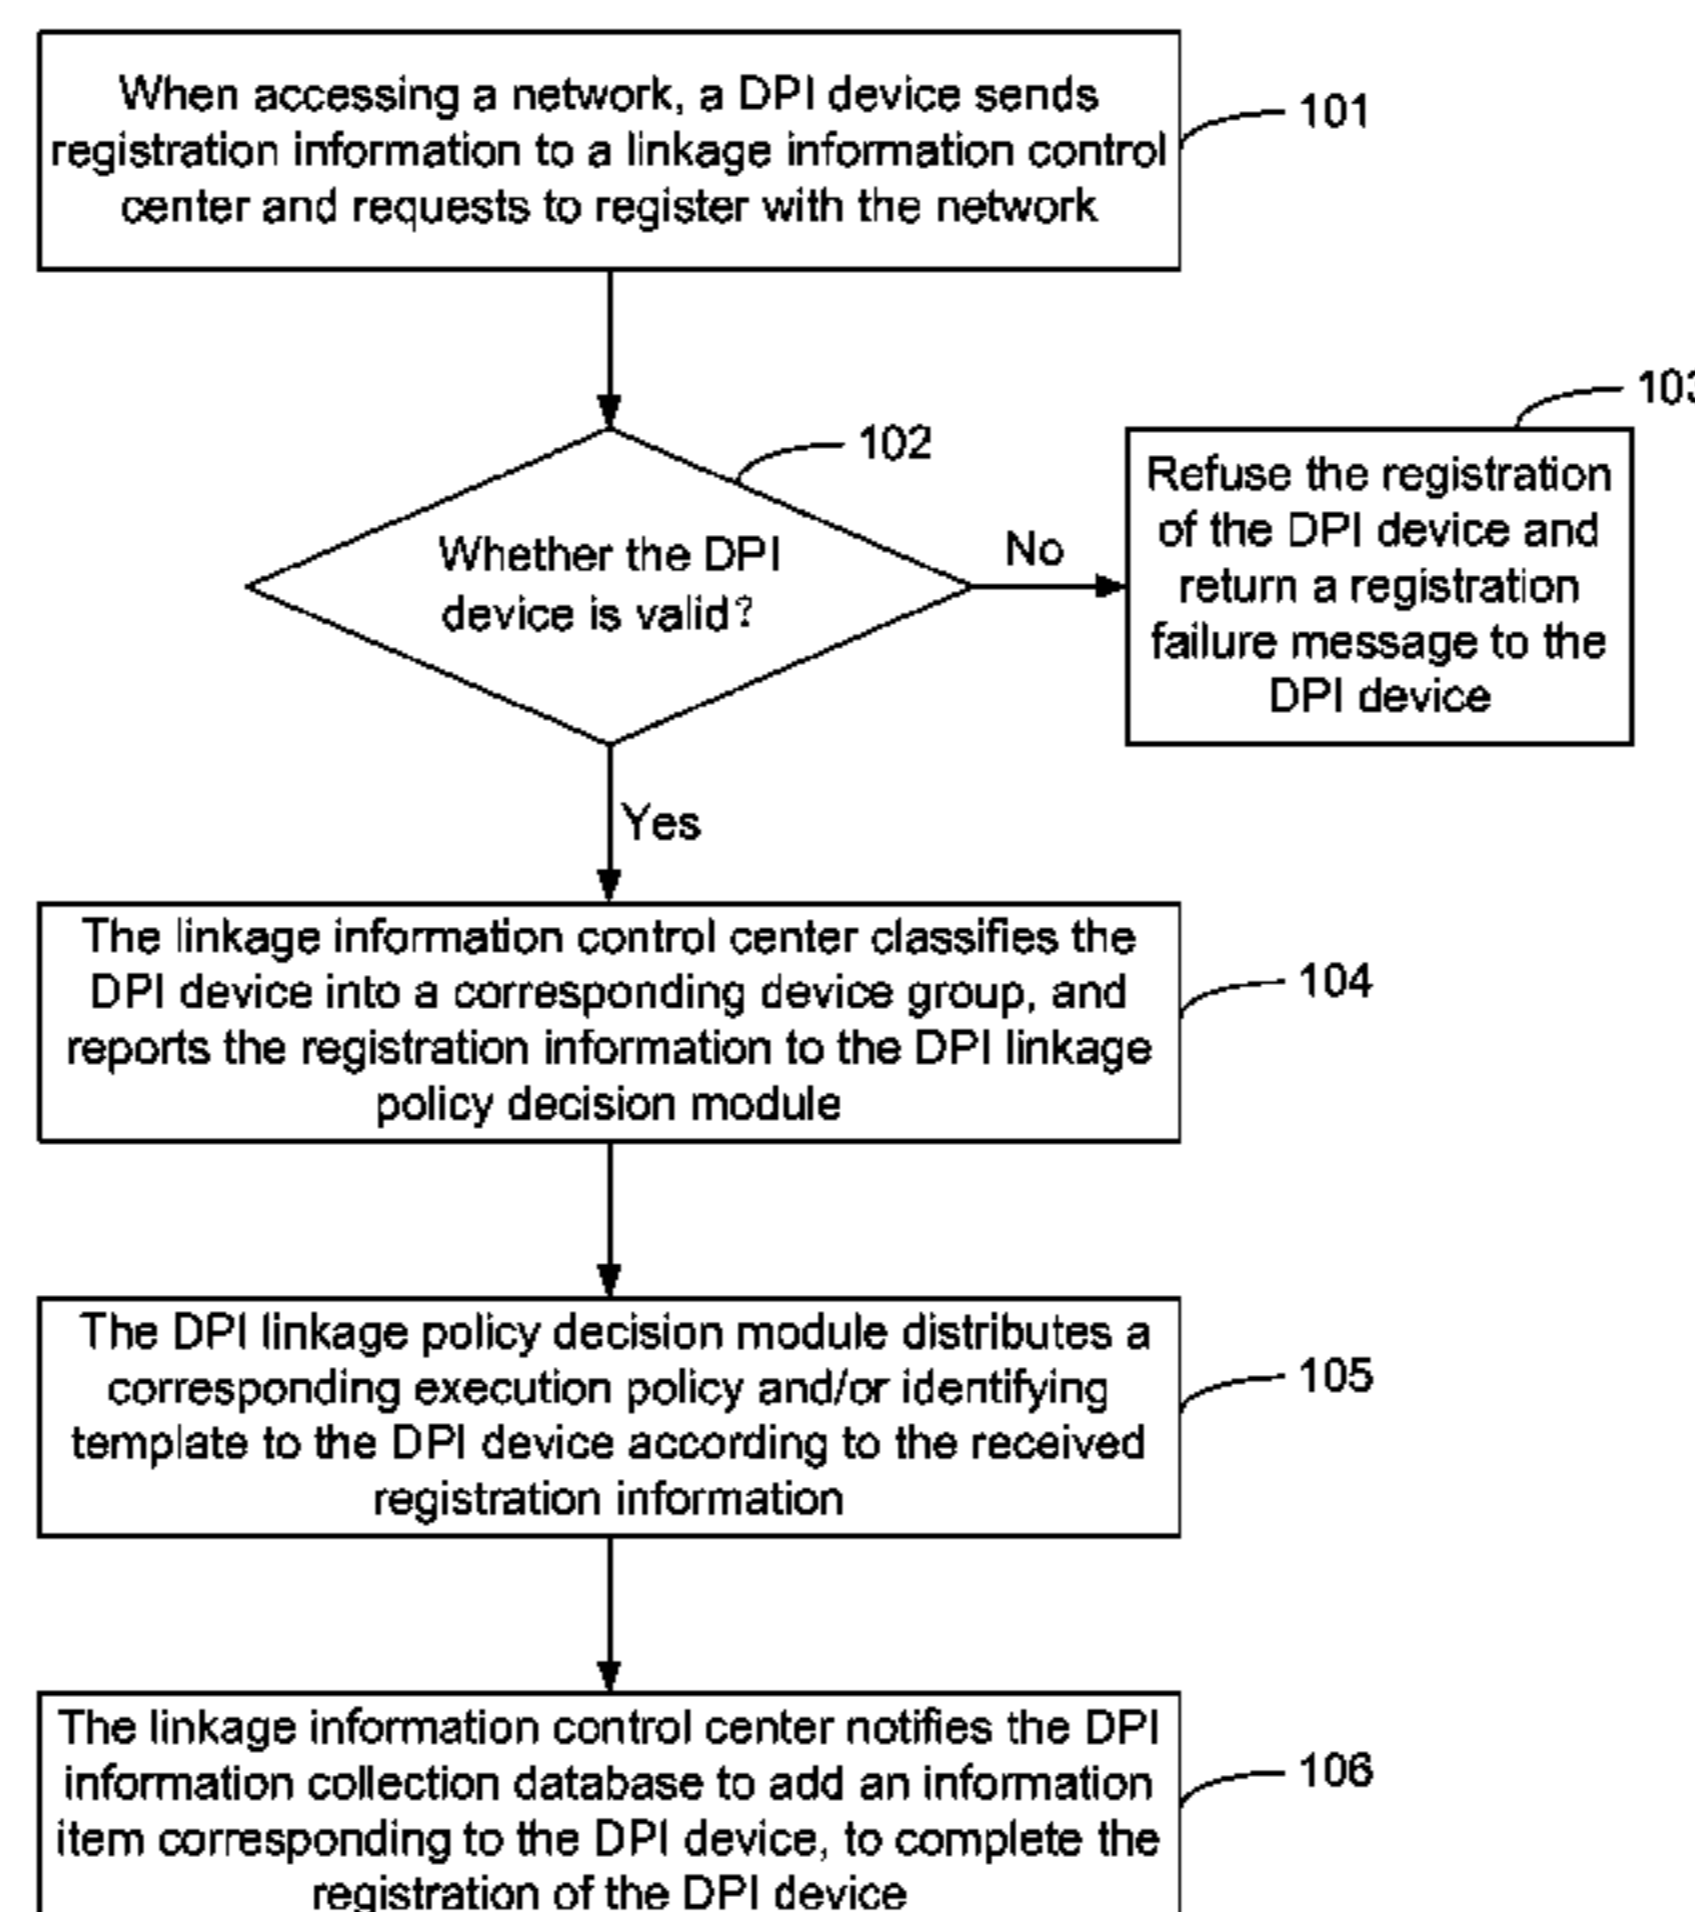 When accessing a network, a DPI device sends
registration information to a linkage information control
center and requests to register with the network
101
102
Whether the DPI
device is valid?
No
103
Refuse the registration
of the DPI device and
return a registration
failure message to the
DPI device
Yes
The linkage information control center classifies the
DPI device into a corresponding device group, and
reports the registration information to the DPI linkage
policy decision module
104
The DPI linkage policy decision module distributes a
corresponding execution policy and/or identifying
template to the DPI device according to the received
registration information
105
The linkage information control center notifies the DPI
information collection database to add an information
item corresponding to the DPI device, to complete the
registration of the DPI device
106